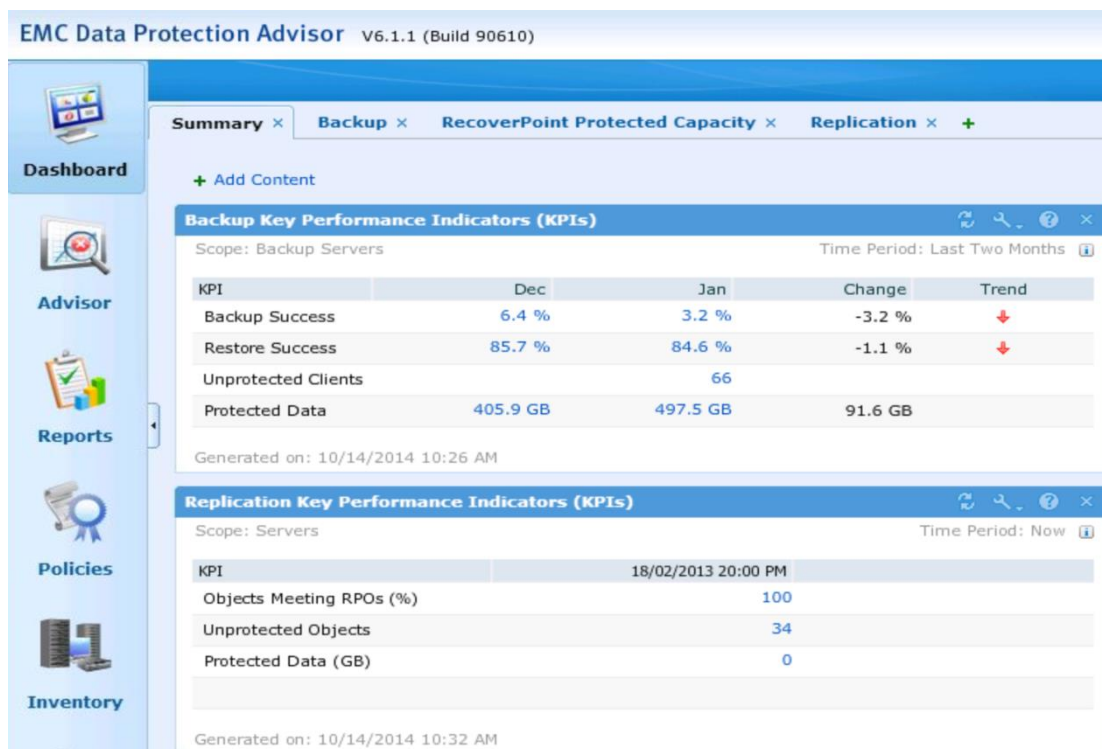 EMC Data Protection Advisor V6.1.1 (Build 90610)
Summary × Backup × RecoverPoint Protected Capacity × Replication × +
Dashboard
+ Add Content
Backup Key Performance Indicators (KPIs)
Scope: Backup Servers Time Period: Last Two Months
KPI Dec Jan Change Trend
Backup Success 6.4 % 3.2 % -3.2 %
Restore Success 85.7 % 84.6 % -1.1 %
Unprotected Clients 66
Protected Data 405.9 GB 497.5 GB 91.6 GB
Generated on: 10/14/2014 10:26 AM
Advisor
Reports
Replication Key Performance Indicators (KPIs)
Scope: Servers Time Period: Now
KPI 18/02/2013 20:00 PM
Objects Meeting RPOs (%) 100
Unprotected Objects 34
Protected Data (GB) 0
Generated on: 10/14/2014 10:32 AM
Policies
Inventory